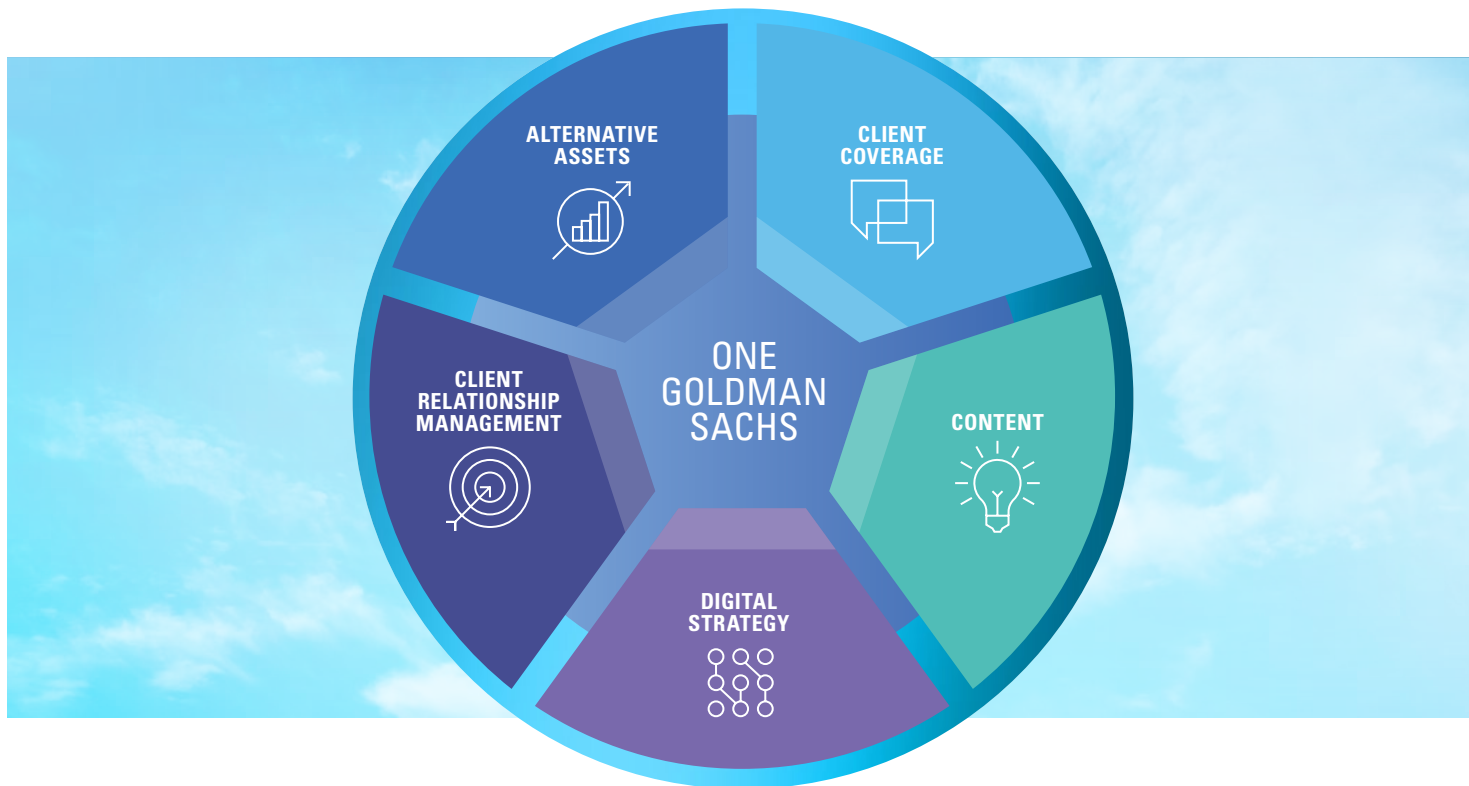 ALTERNATIVE
ASSETS
CLIENT
COVERAGE
CLIENT
RELATIONSHIP
MANAGEMENT
ONE
GOLDMAN
SACHS
CONTENT
DIGITAL
STRATEGY